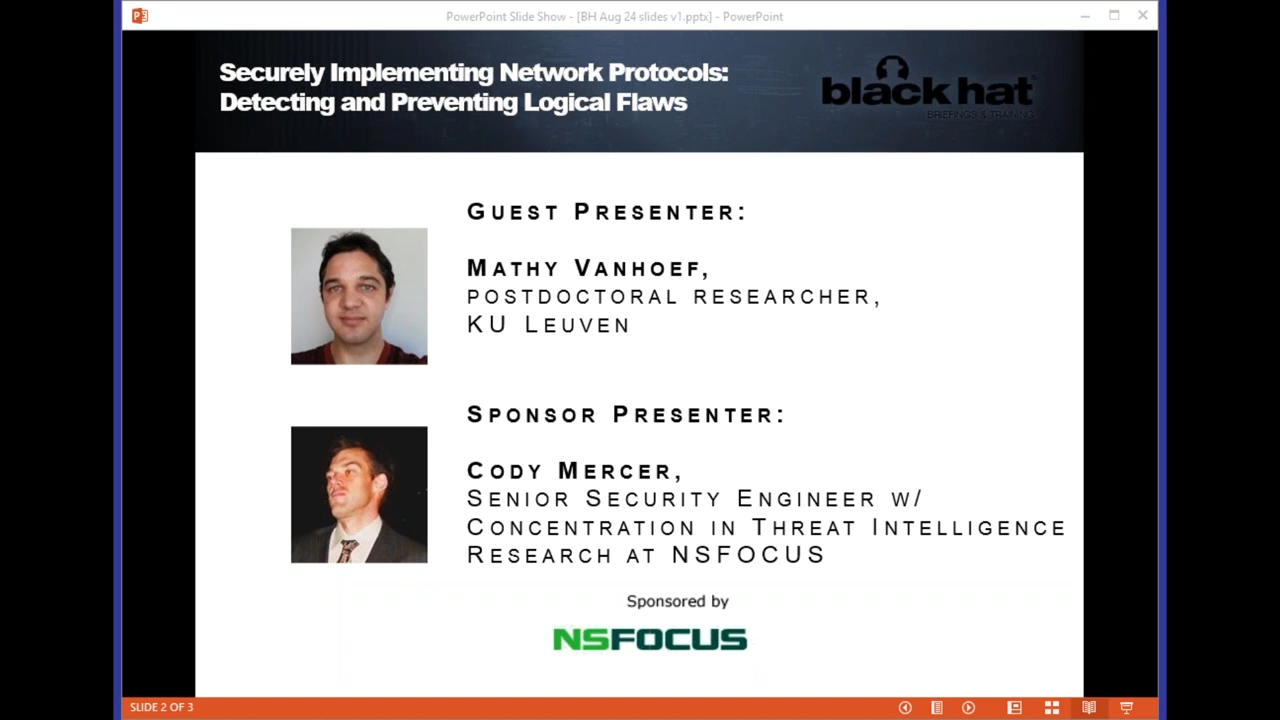 PowerPoint Slide Show - [BH Aug 24 slides v1.pptx] - PowerPoint
Securely Implementing Network Protocols:
Detecting and Preventing Logical Flaws
black hat
BRIEFINGS & TRAINING
GUEST PRESENTER:
MATHY VANHOEF,
POSTDOCTORAL RESEARCHER,
KU LEUVEN
SPONSOR PRESENTER:
CODY MERCER,
SENIOR SECURITY ENGINEER W/
CONCENTRATION IN THREAT INTELLIGENCE
RESEARCH AT NSFOCUS
Sponsored by
NSFOCUS
SLIDE 2 OF 3